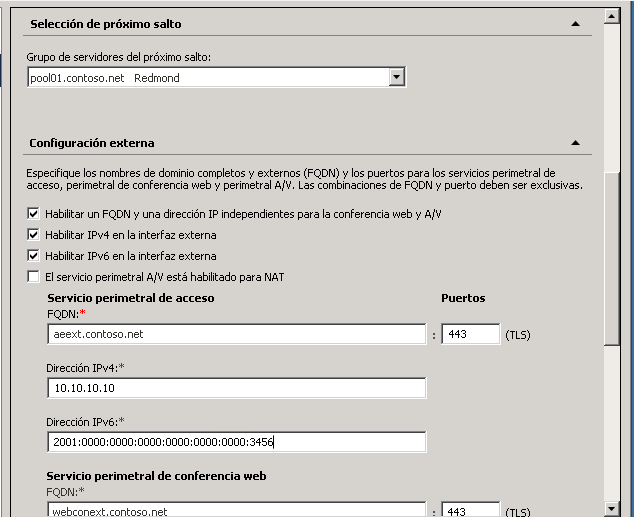 Selección de próximo salto
Grupo de servidores del próximo salto:
pool01.contoso.net Redmond
Configuración externa
Especifique los nombres de dominio completos y externos (FQDN) y los puertos para los servicios perimetral de
acceso, perimetral de conferencia web y perimetral A/V. Las combinaciones de FQDN y puerto deben ser exclusivas.
Habilitar un FQDN y una dirección IP independientes para la conferencia web y A/V
Habilitar IPv4 en la interfaz externa
Habilitar IPv6 en la interfaz externa
El servicio perimetral A/V está habilitado para NAT
Servicio perimetral de acceso Puertos
FQDN:*
aeext.contoso.net : 443 (TLS)
Dirección IPv4:*
10.10.10.10
Dirección IPv6:*
2001:0000:0000:0000:0000:0000:0000:3456
Servicio perimetral de conferencia web
FQDN:*
webconext.contoso.net : 443 (TLS)